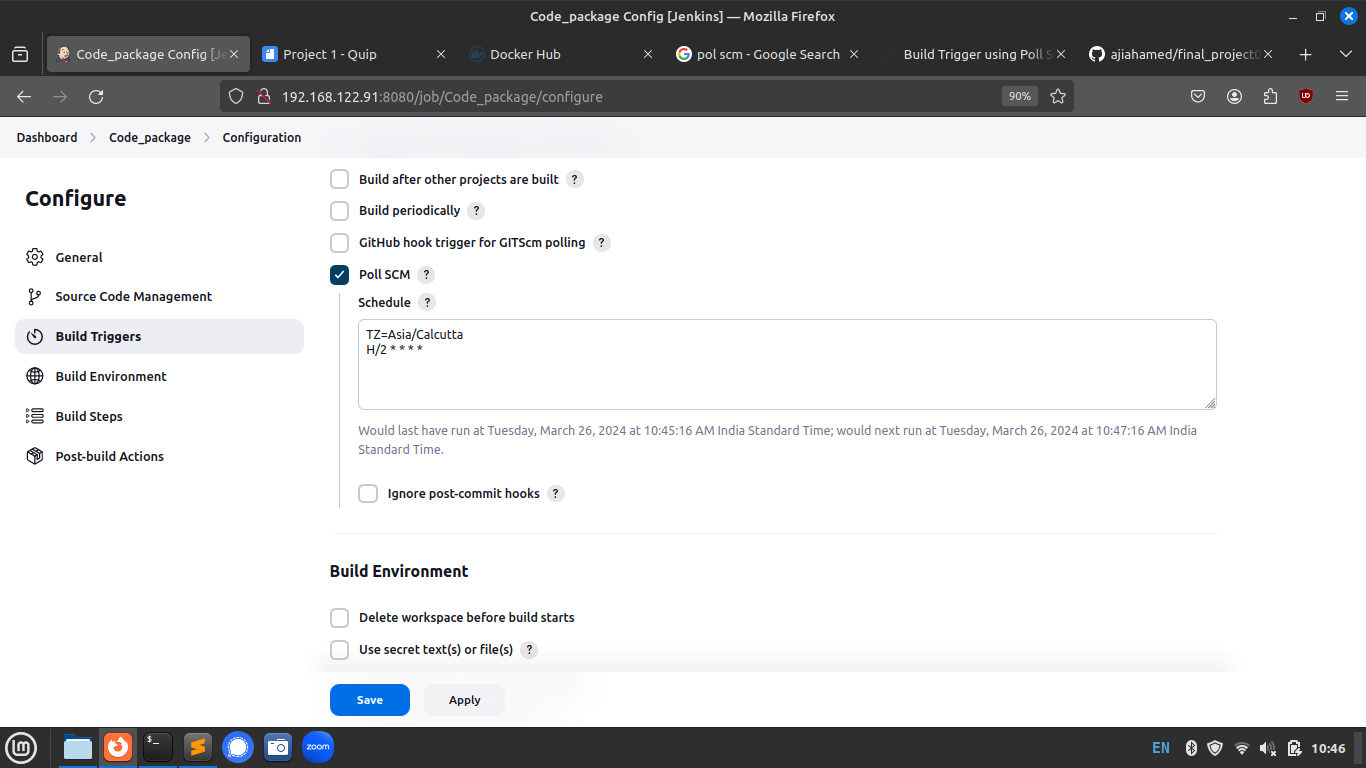 Code_package Config [Jenkins] — Mozilla Firefox
Code_package Config [Je
Project 1 - Quip
Docker Hub
pol scm - Google Search
Build Trigger using Poll S
ajiahamed/final_project
192.168.122.91:8080/job/Code_package/configure
90%
Dashboard
Code_package
Configuration
Configure
General
Source Code Management
Build Triggers
Build Environment
Build Steps
Post-build Actions
Build after other projects are built ?
Build periodically ?
GitHub hook trigger for GITScm polling ?
Poll SCM ?
Schedule ?
TZ=Asia/Calcutta
H/2 * * * *
Would last have run at Tuesday, March 26, 2024 at 10:45:16 AM India Standard Time; would next run at Tuesday, March 26, 2024 at 10:47:16 AM India
Standard Time.
Ignore post-commit hooks ?
Build Environment
Delete workspace before build starts
Use secret text(s) or file(s) ?
Save
Apply
zoom
EN
10:46